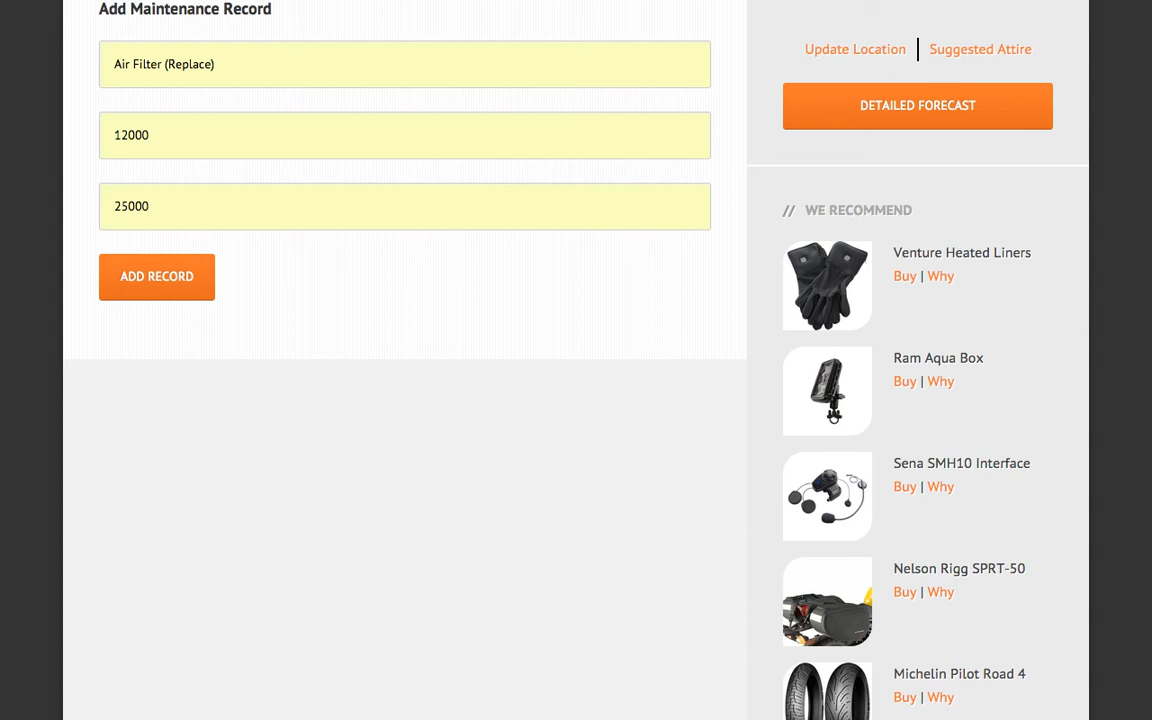 Add Maintenance Record
Air Filter (Replace)
12000
25000
ADD RECORD
Update Location | Suggested Attire
DETAILED FORECAST
// WE RECOMMEND
Venture Heated Liners
Buy | Why
Ram Aqua Box
Buy | Why
Sena SMH10 Interface
Buy | Why
Nelson Rigg SPRT-50
Buy | Why
Michelin Pilot Road 4
Buy | Why